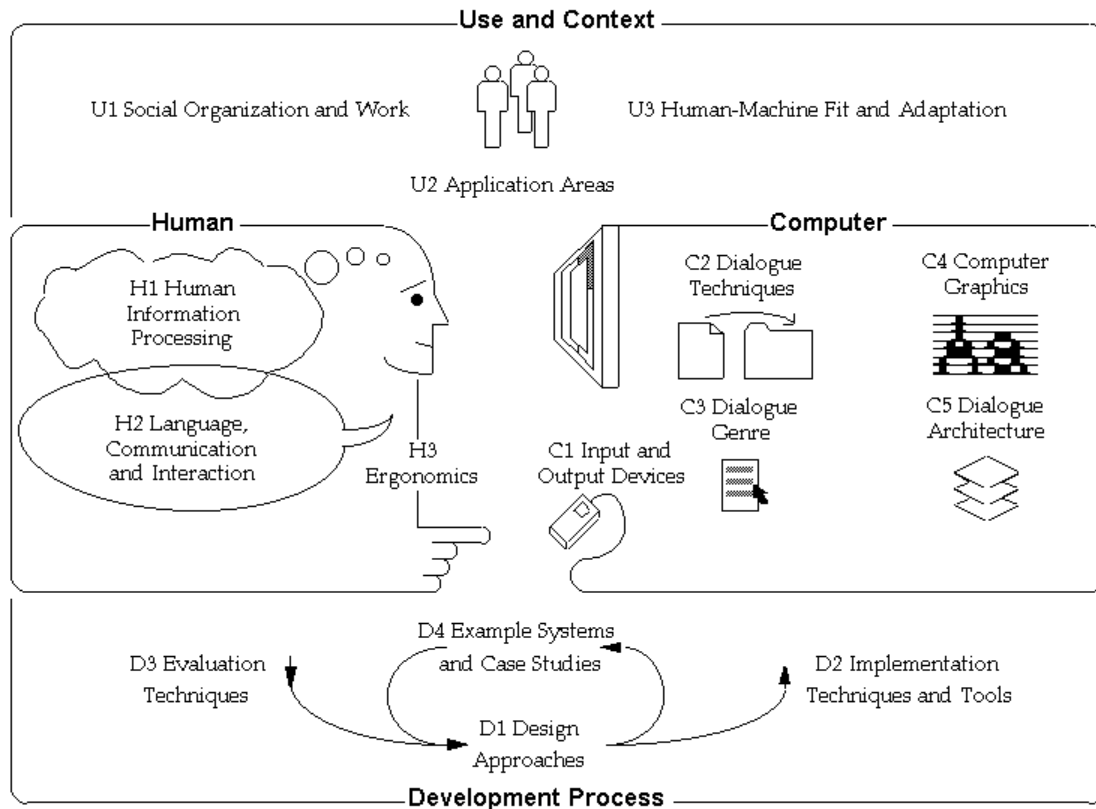 Use and Context
U1 Social Organization and Work
U3 Human-Machine Fit and Adaptation
U2 Application Areas
Human
H1 Human
Information
Processing
H2 Language,
Communication
and Interaction
H3
Ergonomics
Computer
C1 Input and
Output Devices
C2 Dialogue
Techniques
C3 Dialogue
Genre
C4 Computer
Graphics
C5 Dialogue
Architecture
D3 Evaluation
Techniques
D4 Example Systems
and Case Studies
D1 Design
Approaches
D2 Implementation
Techniques and Tools
Development Process